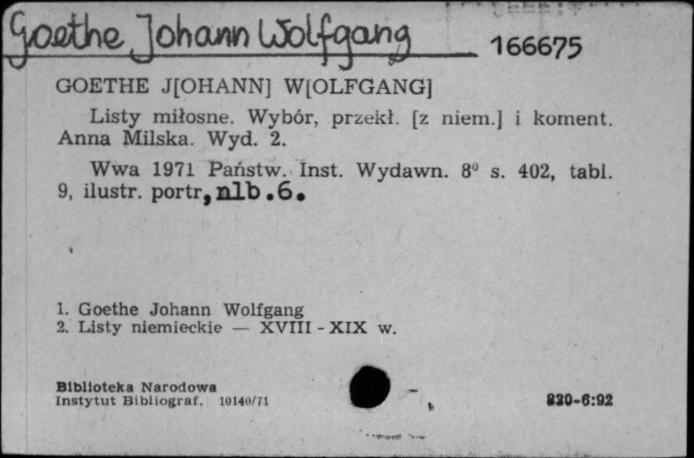 Goethe Johann Wolfgang 166675
GOETHE J[OHANN] W[OLFGANG]
Listy miłosne. Wybór, przekł. [z niem.] i koment.
Anna Milska. Wyd. 2.
Wwa 1971 Państw. Inst. Wydawn. 8⁰ s. 402, tabl.
9, ilustr. portr, nlb.6.
1. Goethe Johann Wolfgang
2. Listy niemieckie — XVIII - XIX w.
Biblioteka Narodowa
Instytut Bibliograf. 10140/71 830-6:92